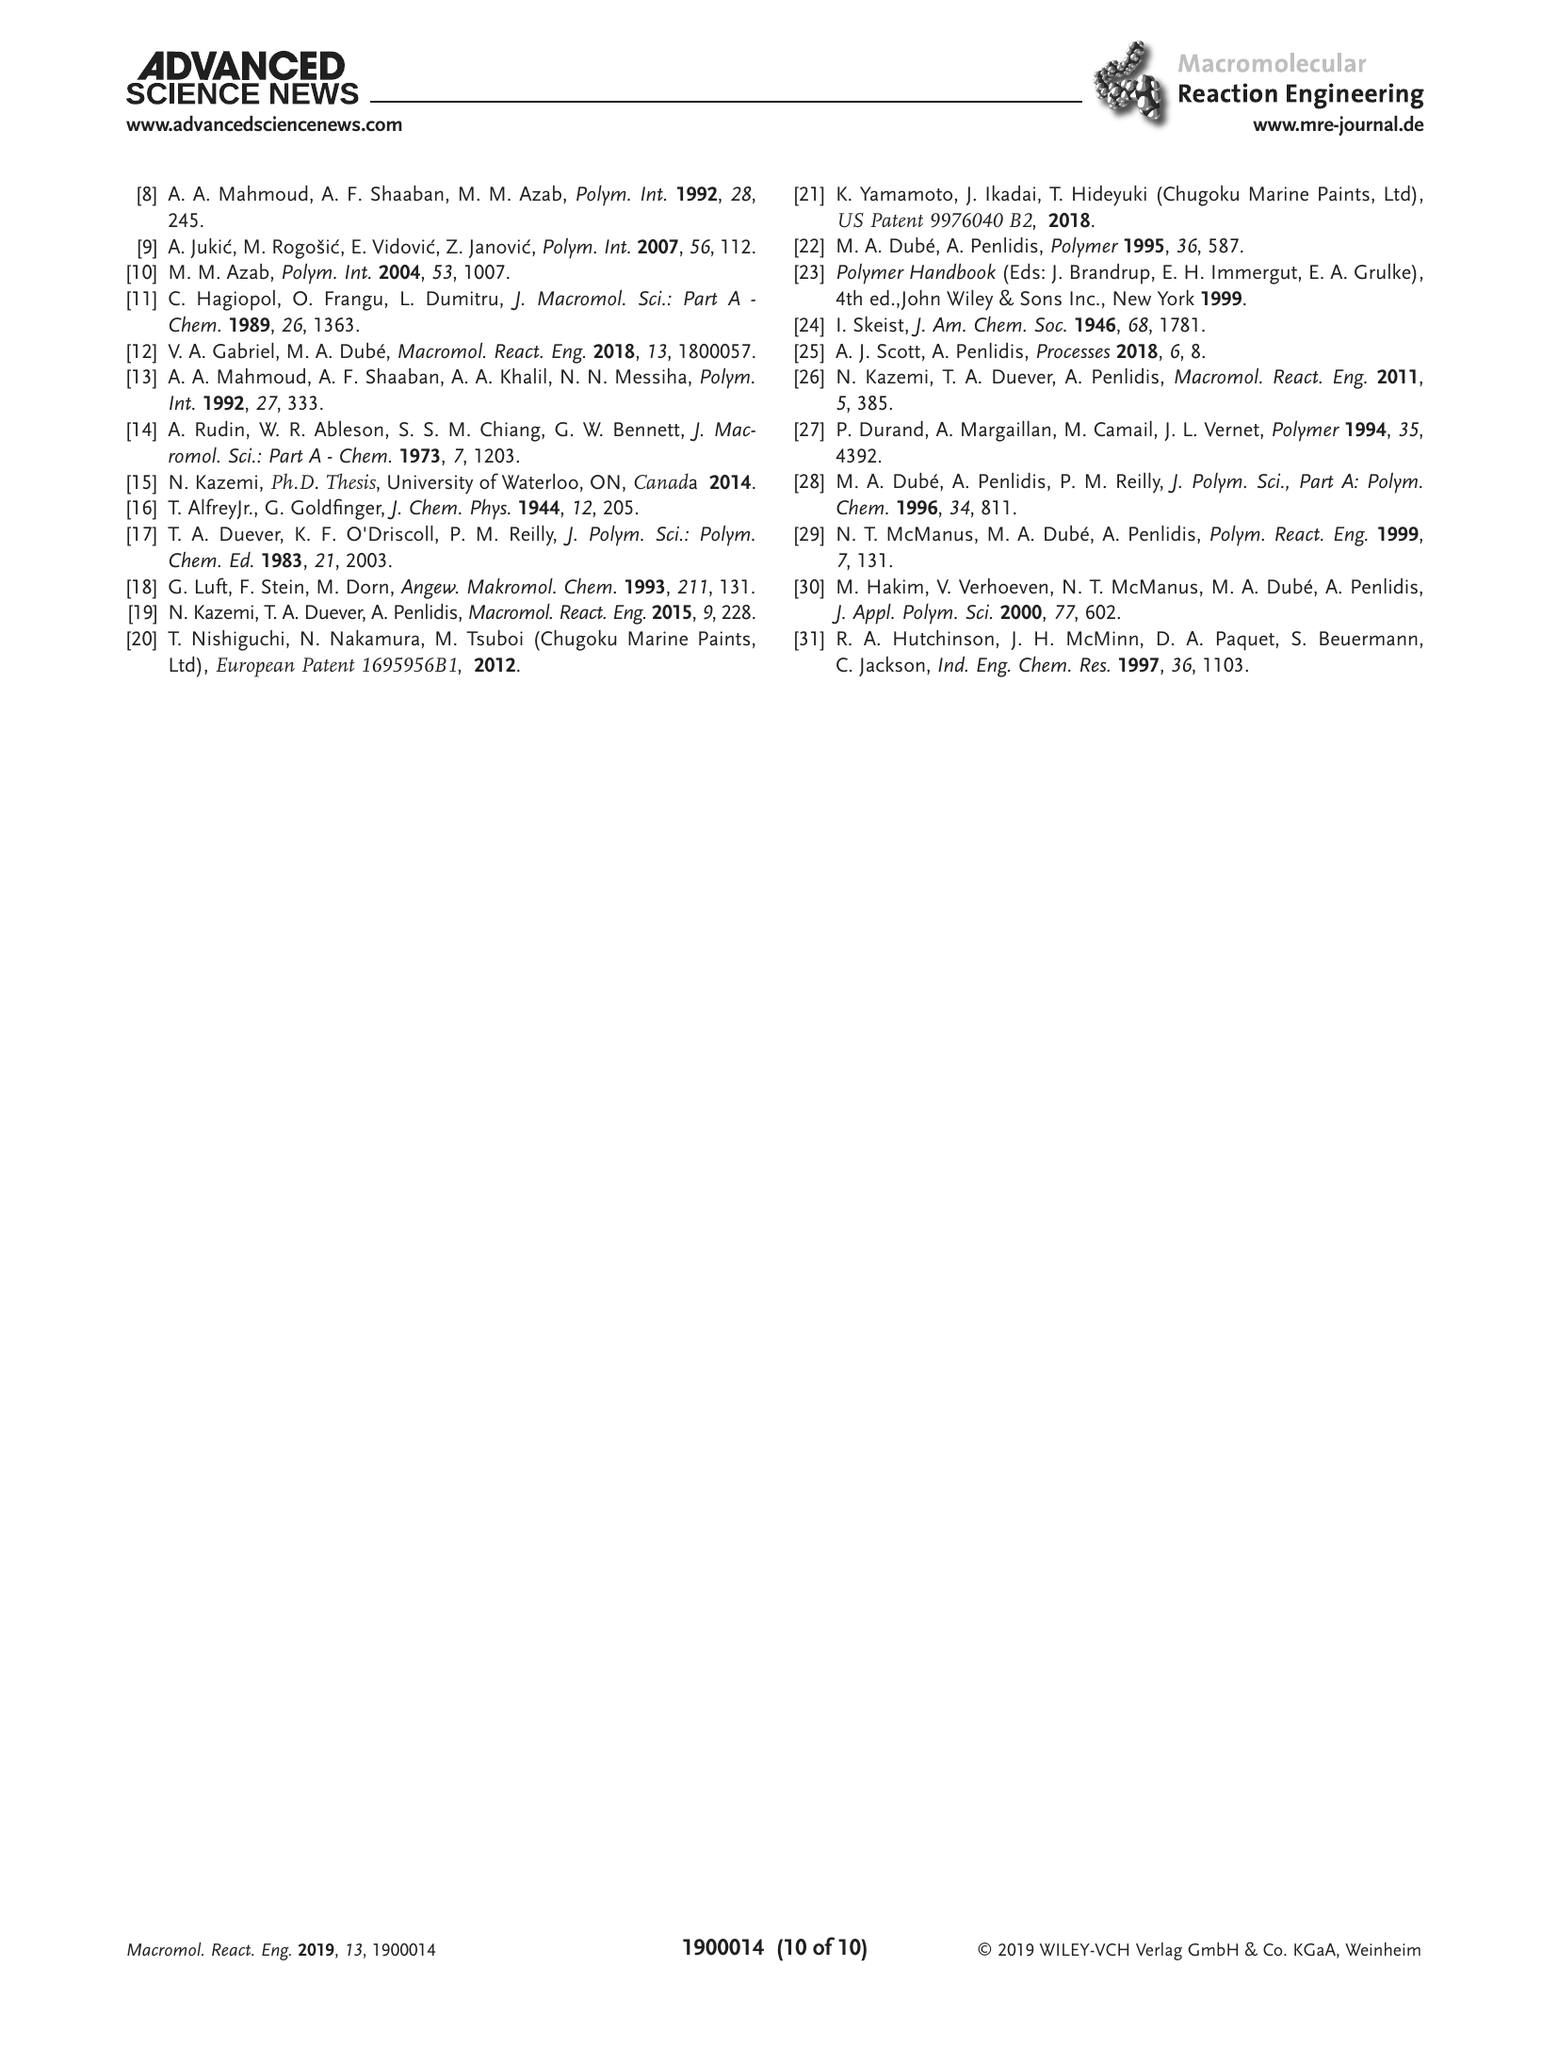 ADVANCED
SCIENCE NEWS
www.advancedsciencenews.com
Macromolecular
Reaction Engineering
www.mre-journal.de
[8] A. A. Mahmoud, A. F. Shaaban, M. M. Azab, Polym. Int. 1992, 28,
245.
[9] A. Jukić, M. Rogošić, E. Vidović, Z. Janović, Polym. Int. 2007, 56, 112.
[10] M. M. Azab, Polym. Int. 2004, 53, 1007.
[11] C. Hagiopol, O. Frangu, L. Dumitru, J. Macromol. Sci.: Part A -
Chem. 1989, 26, 1363.
[12] V. A. Gabriel, M. A. Dubé, Macromol. React. Eng. 2018, 13, 1800057.
[13] A. A. Mahmoud, A. F. Shaaban, A. A. Khalil, N. N. Messiha, Polym.
Int. 1992, 27, 333.
[14] A. Rudin, W. R. Ableson, S. S. M. Chiang, G. W. Bennett, J. Mac-
romol. Sci.: Part A - Chem. 1973, 7, 1203.
[15] N. Kazemi, Ph.D. Thesis, University of Waterloo, ON, Canada 2014.
[16] T. AlfreyJr., G. Goldfinger, J. Chem. Phys. 1944, 12, 205.
[17] T. A. Duever, K. F. O'Driscoll, P. M. Reilly, J. Polym. Sci.: Polym.
Chem. Ed. 1983, 21, 2003.
[18] G. Luft, F. Stein, M. Dorn, Angew. Makromol. Chem. 1993, 211, 131.
[19] N. Kazemi, T. A. Duever, A. Penlidis, Macromol. React. Eng. 2015, 9, 228.
[20] T. Nishiguchi, N. Nakamura, M. Tsuboi (Chugoku Marine Paints,
Ltd), European Patent 1695956B1, 2012.
[21] K. Yamamoto, J. Ikadai, T. Hideyuki (Chugoku Marine Paints, Ltd),
US Patent 9976040 B2, 2018.
[22] M. A. Dubé, A. Penlidis, Polymer 1995, 36, 587.
[23] Polymer Handbook (Eds: J. Brandrup, E. H. Immergut, E. A. Grulke),
4th ed.,John Wiley & Sons Inc., New York 1999.
[24] I. Skeist, J. Am. Chem. Soc. 1946, 68, 1781.
[25] A. J. Scott, A. Penlidis, Processes 2018, 6, 8.
[26] N. Kazemi, T. A. Duever, A. Penlidis, Macromol. React. Eng. 2011,
5, 385.
[27] P. Durand, A. Margaillan, M. Camail, J. L. Vernet, Polymer 1994, 35,
4392.
[28] M. A. Dubé, A. Penlidis, P. M. Reilly, J. Polym. Sci., Part A: Polym.
Chem. 1996, 34, 811.
[29] N. T. McManus, M. A. Dubé, A. Penlidis, Polym. React. Eng. 1999,
7, 131.
[30] M. Hakim, V. Verhoeven, N. T. McManus, M. A. Dubé, A. Penlidis,
J. Appl. Polym. Sci. 2000, 77, 602.
[31] R. A. Hutchinson, J. H. McMinn, D. A. Paquet, S. Beuermann,
C. Jackson, Ind. Eng. Chem. Res. 1997, 36, 1103.
Macromol. React. Eng. 2019, 13, 1900014
1900014 (10 of 10)
© 2019 WILEY-VCH Verlag GmbH & Co. KGaA, Weinheim